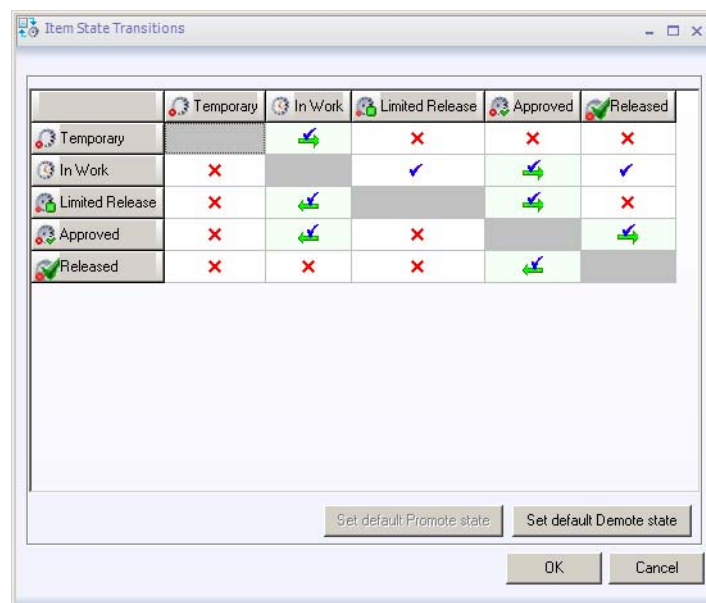 Item State Transitions
Temporary In Work Limited Release Approved Released
Temporary
In Work
Limited Release
Approved
Released
Set default Promote state Set default Demote state
OK Cancel